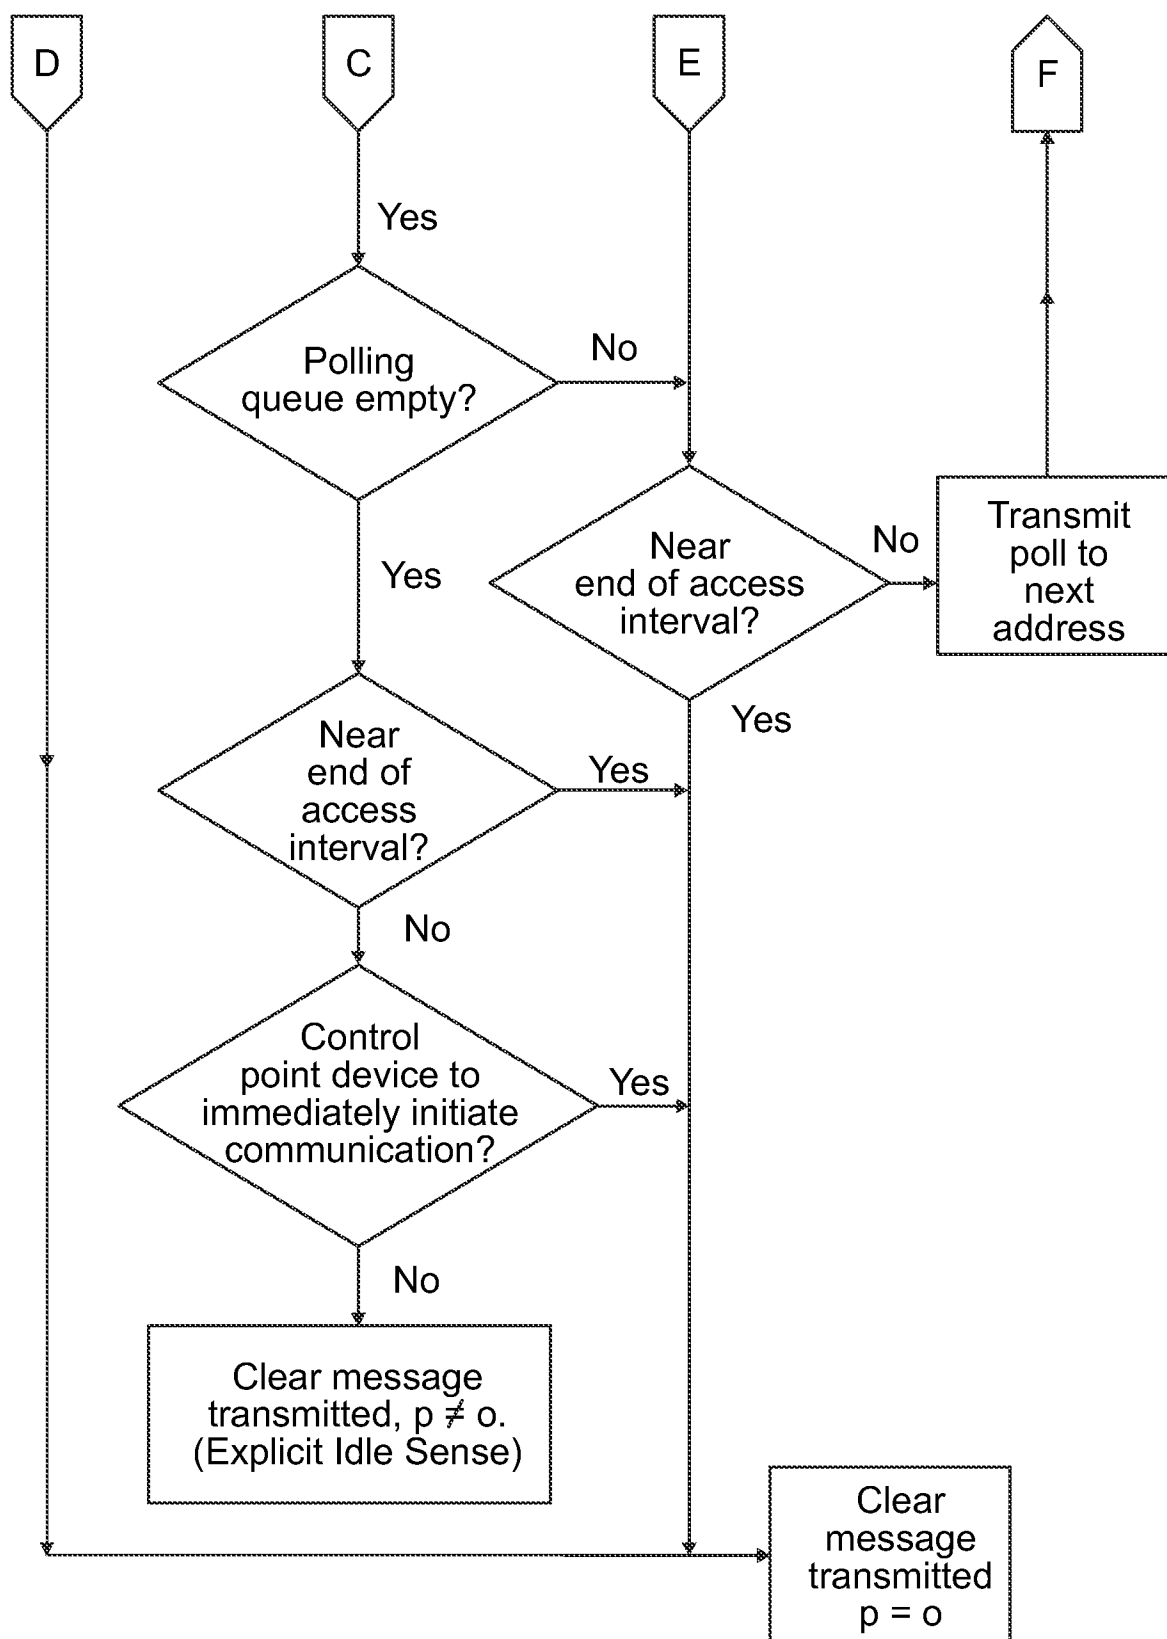 D
C
E
F
Yes
Polling
queue empty?
No
Yes
Near
end of access
interval?
No
Transmit
poll to
next
address
Yes
Near
end of
access
interval?
Yes
No
Control
point device to
immediately initiate
communication?
Yes
No
Clear message
transmitted, p ≠ o.
(Explicit Idle Sense)
Clear
message
transmitted
p = o